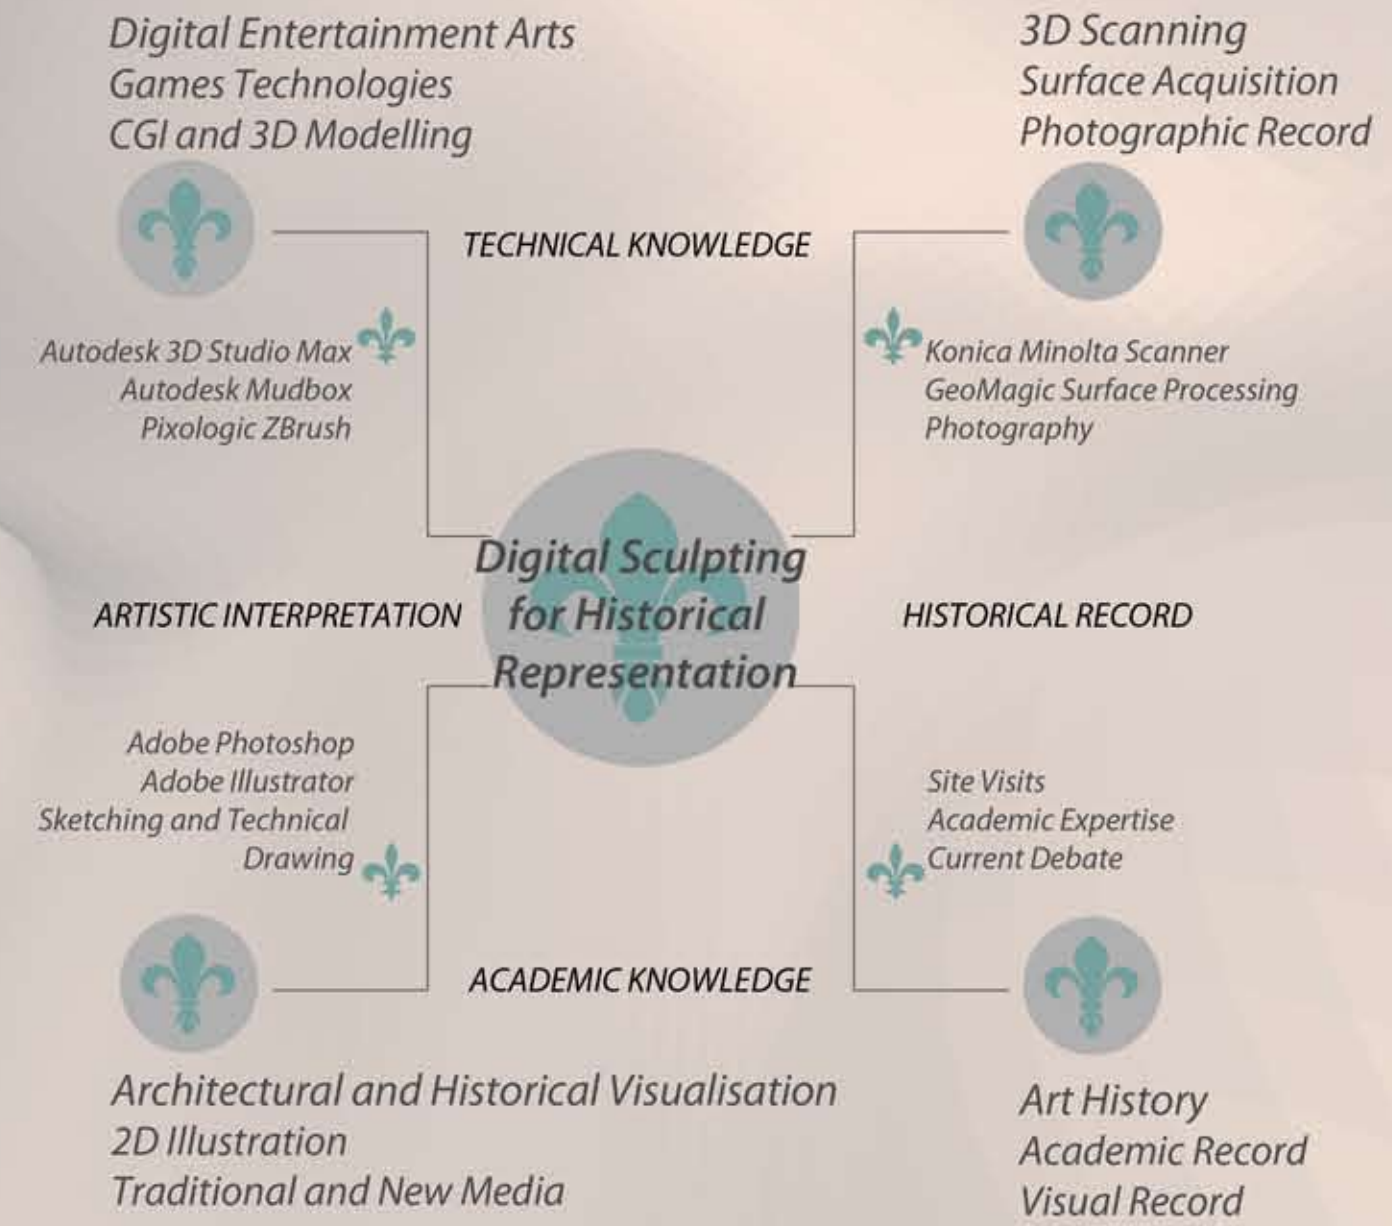 Digital Entertainment Arts
Games Technologies
CGI and 3D Modelling
3D Scanning
Surface Acquisition
Photographic Record
TECHNICAL KNOWLEDGE
Autodesk 3D Studio Max
Autodesk Mudbox
Pixologic ZBrush
Konica Minolta Scanner
GeoMagic Surface Processing
Photography
Digital Sculpting
for Historical
Representation
ARTISTIC INTERPRETATION
HISTORICAL RECORD
Adobe Photoshop
Adobe Illustrator
Sketching and Technical
Drawing
Site Visits
Academic Expertise
Current Debate
ACADEMIC KNOWLEDGE
Architectural and Historical Visualisation
2D Illustration
Traditional and New Media
Art History
Academic Record
Visual Record